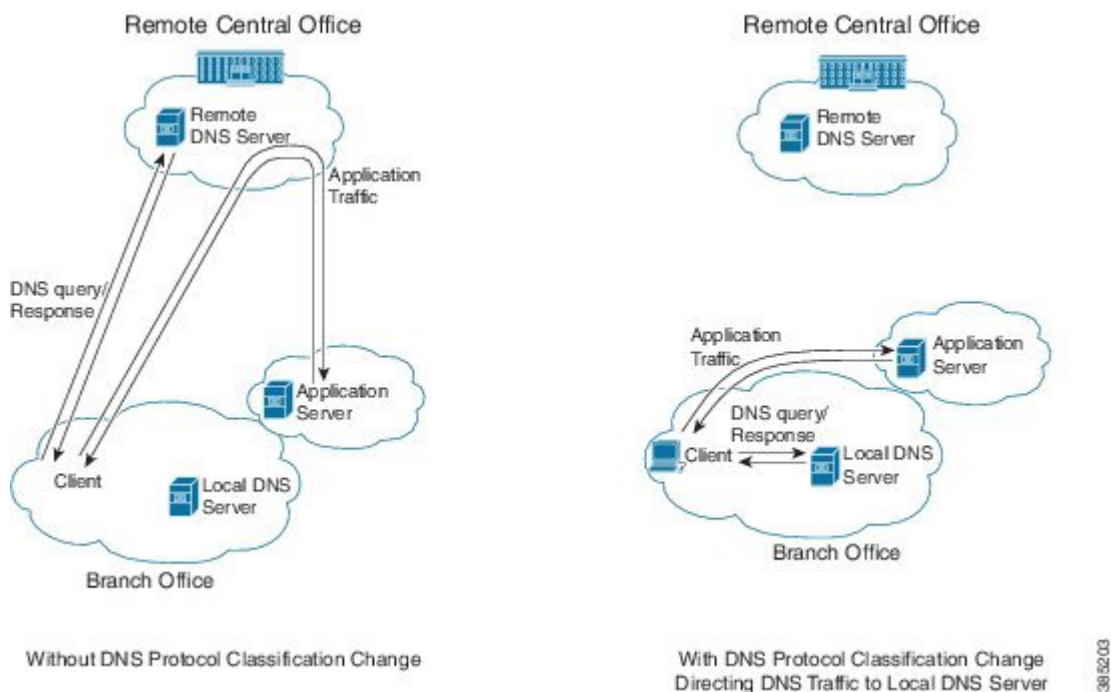 Remote Central Office
Remote
DNS Server
Application
Traffic
DNS query/
Response
Application
Server
Client
Local DNS
Server
Branch Office
Without DNS Protocol Classification Change
Remote Central Office
Remote
DNS Server
Application
Traffic
Application
Server
DNS query/
Response
Client
Local DNS
Server
Branch Office
With DNS Protocol Classification Change
Directing DNS Traffic to Local DNS Server
385203